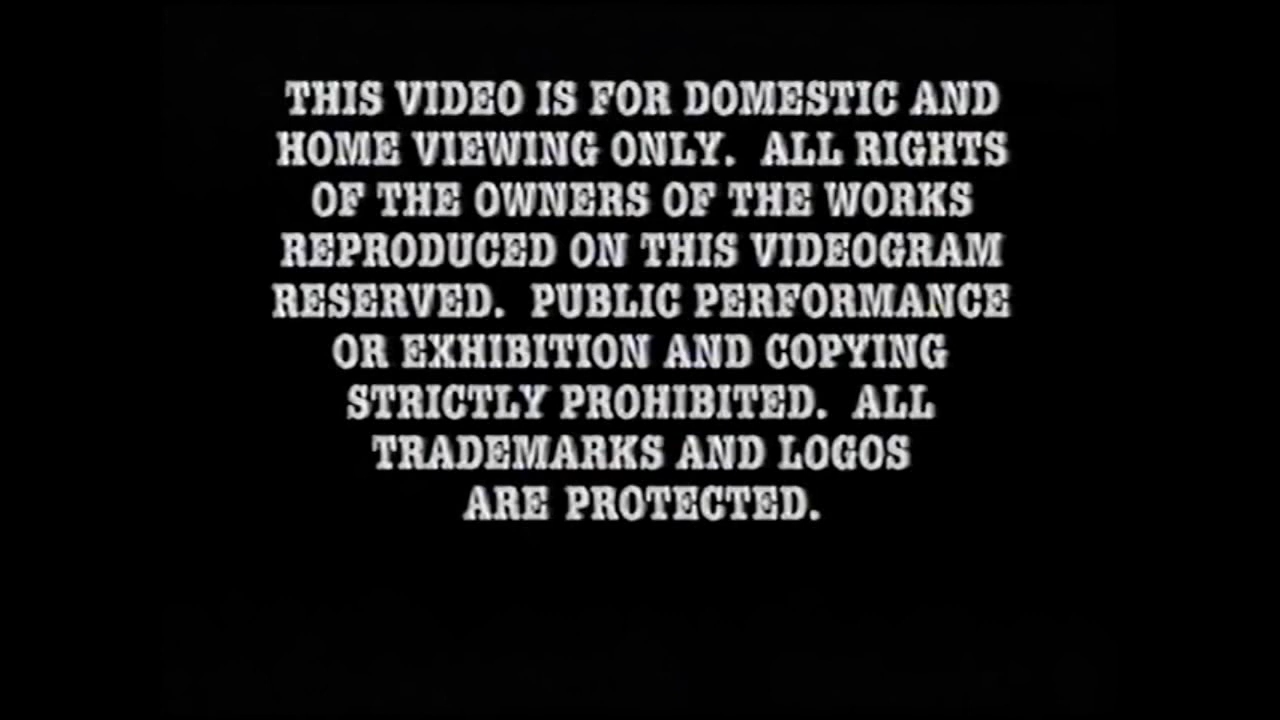 THIS VIDEO IS FOR DOMESTIC AND
HOME VIEWING ONLY.  ALL RIGHTS
OF THE OWNERS OF THE WORKS
REPRODUCED ON THIS VIDEOGRAM
RESERVED.  PUBLIC PERFORMANCE
OR EXHIBITION AND COPYING
STRICTLY PROHIBITED.  ALL
TRADEMARKS AND LOGOS
ARE PROTECTED.